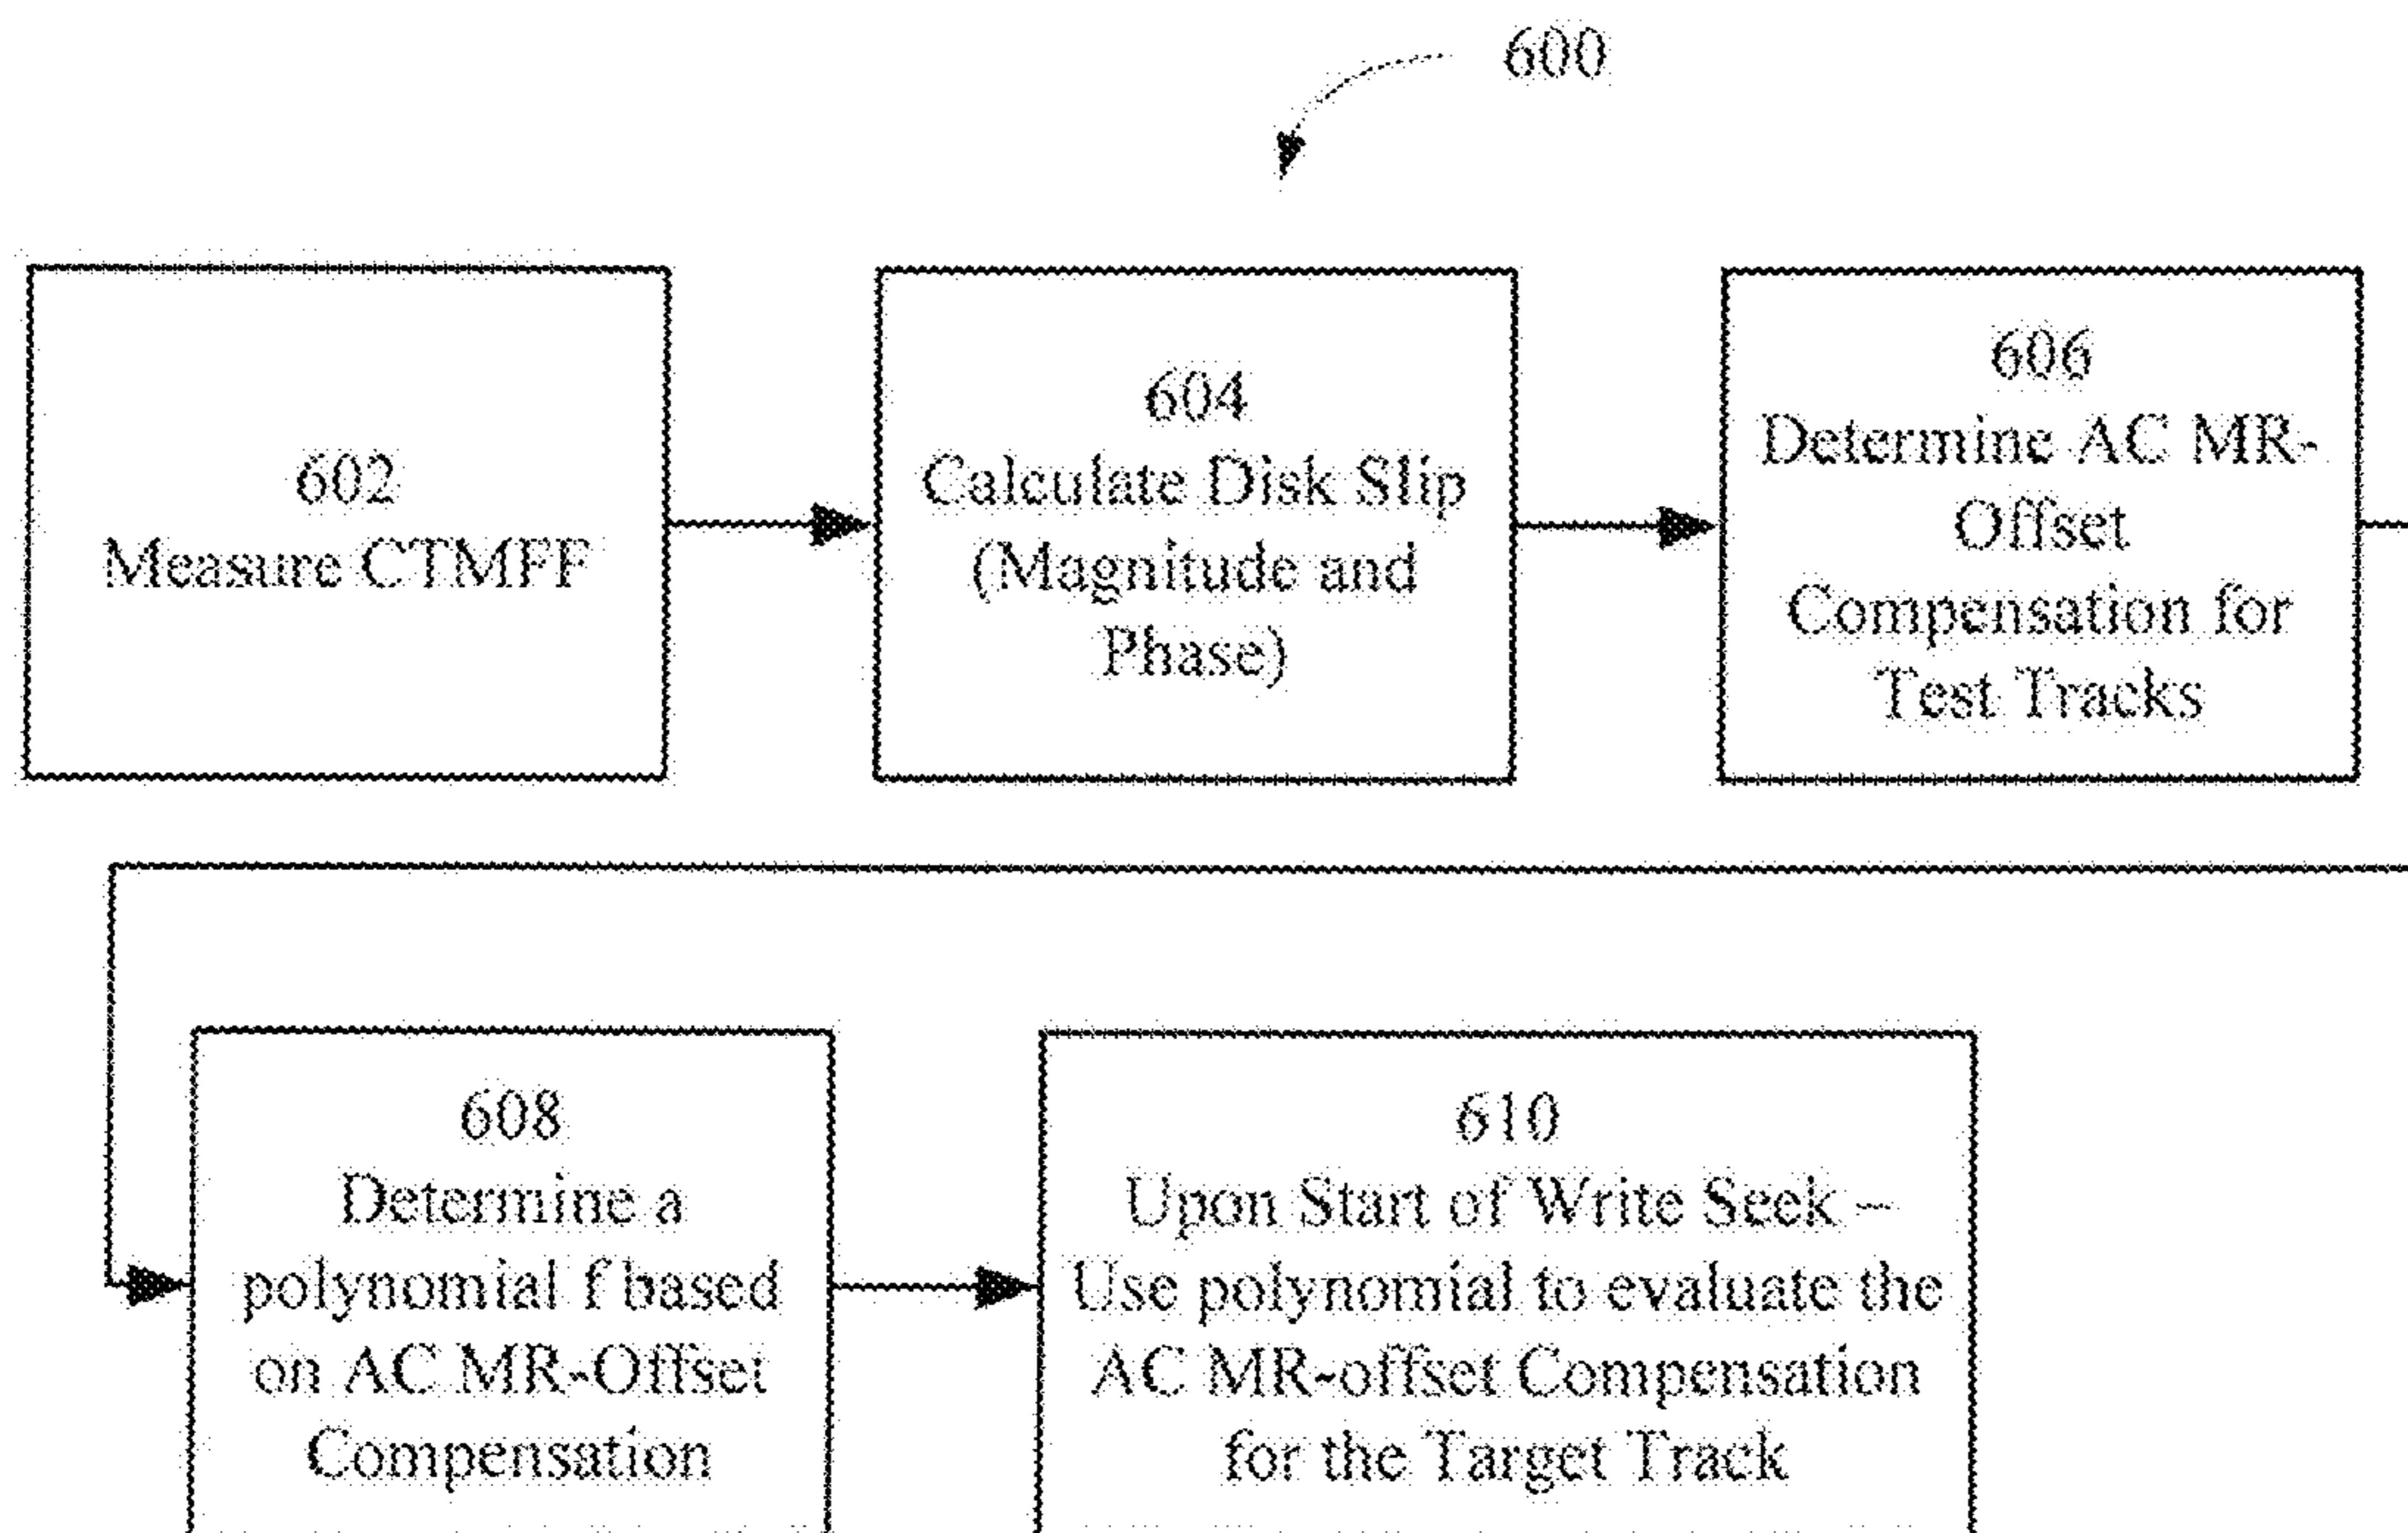 600
602
Measure CTMFF
604
Calculate Disk Slip
(Magnitude and
Phase)
606
Determine AC MR-
Offset
Compensation for
Test Tracks
608
Determine a
polynomial f based
on AC MR-Offset
Compensation
610
Upon Start of Write Seek –
Use polynomial to evaluate the
AC MR-offset Compensation
for the Target Track